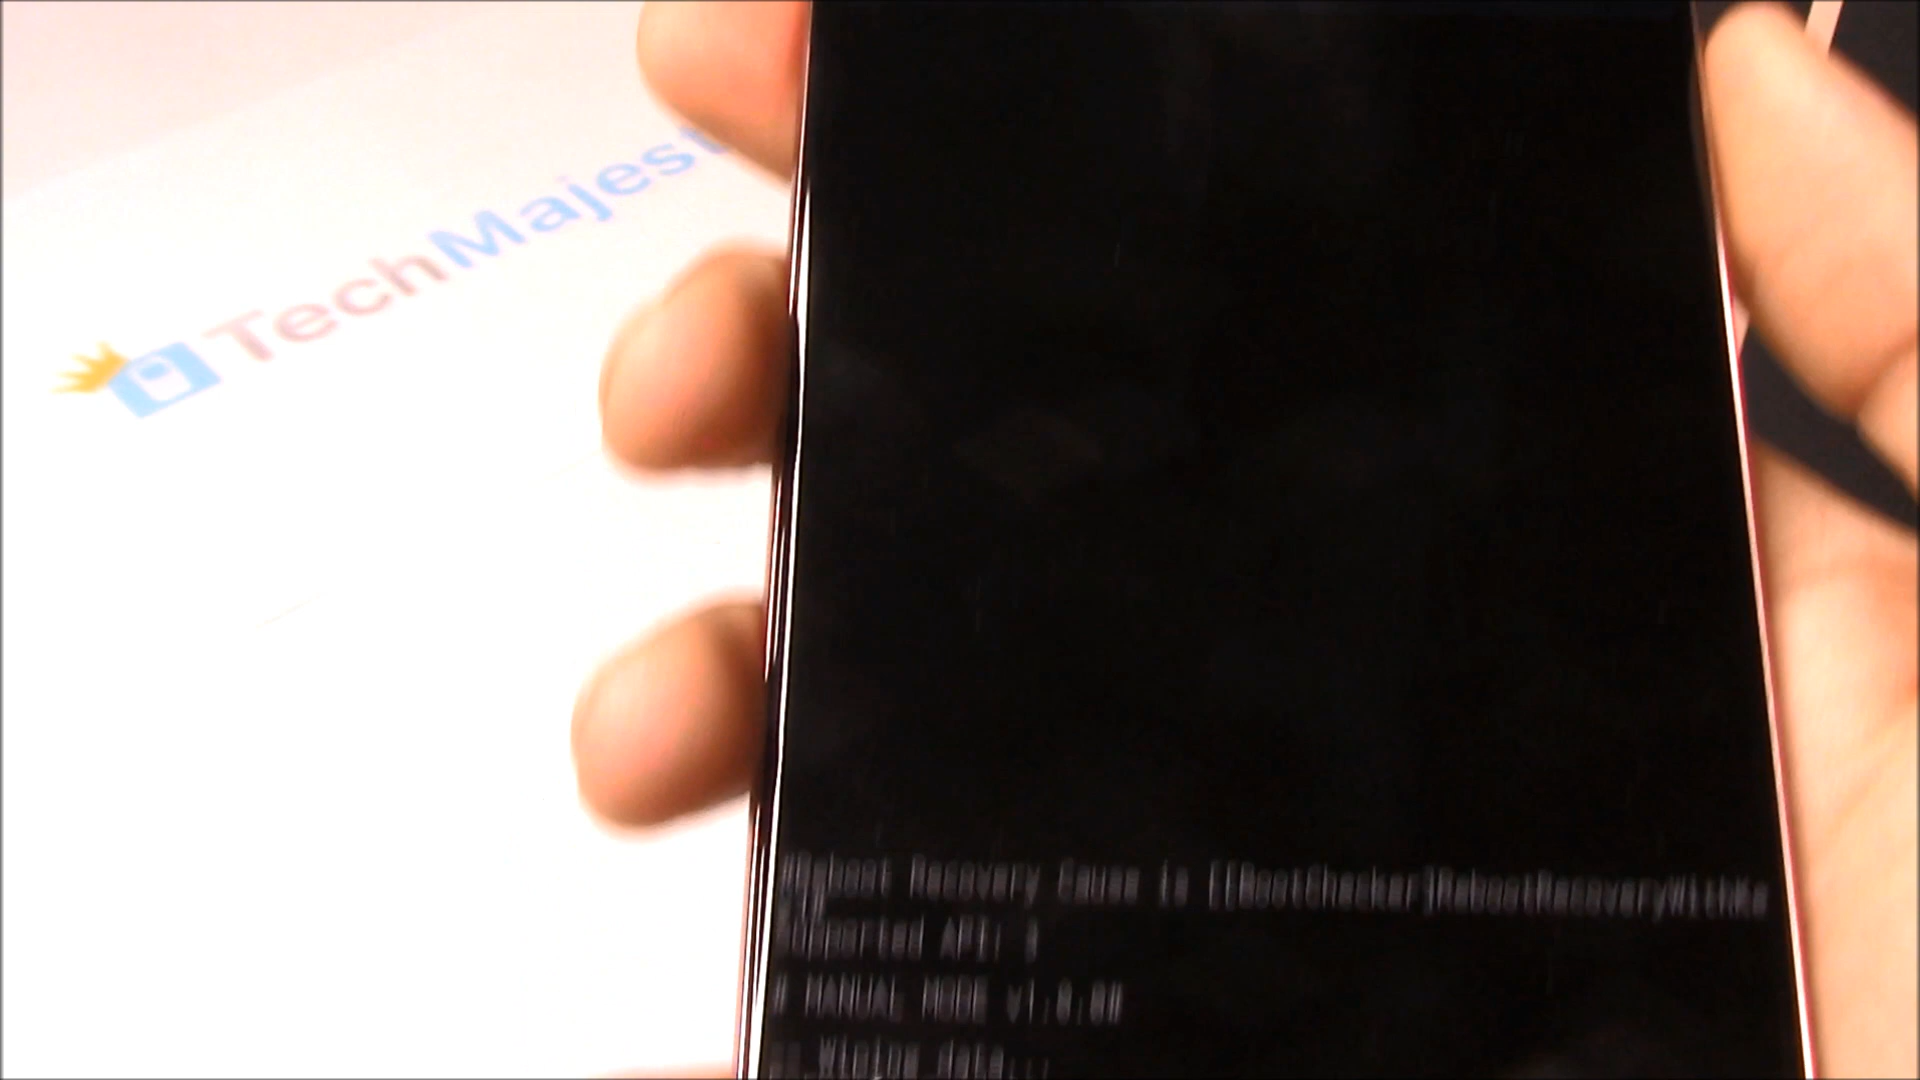 TechMajest
#Reboot Recovery Cause is [[BootChecker]RebootRecoveryWithKe
Supported API: 3
# MANUAL MODE v1.0.0#
-- Wiping data...